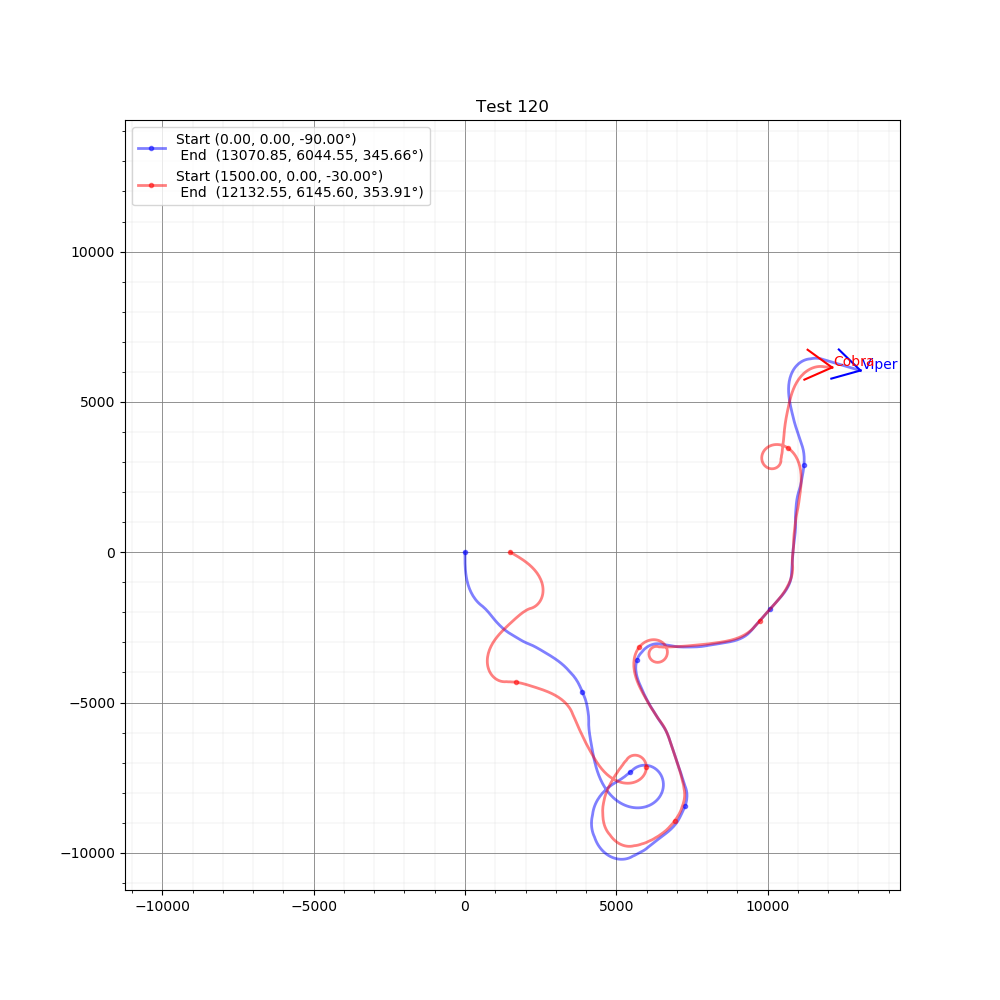 Test 120
Start (0.00, 0.00, -90.00°)
End  (13070.85, 6044.55, 345.66°)
Start (1500.00, 0.00, -30.00°)
End  (12132.55, 6145.60, 353.91°)
10000
5000
0
−5000
−10000
Cobra
Viper
−10000
−5000
0
5000
10000